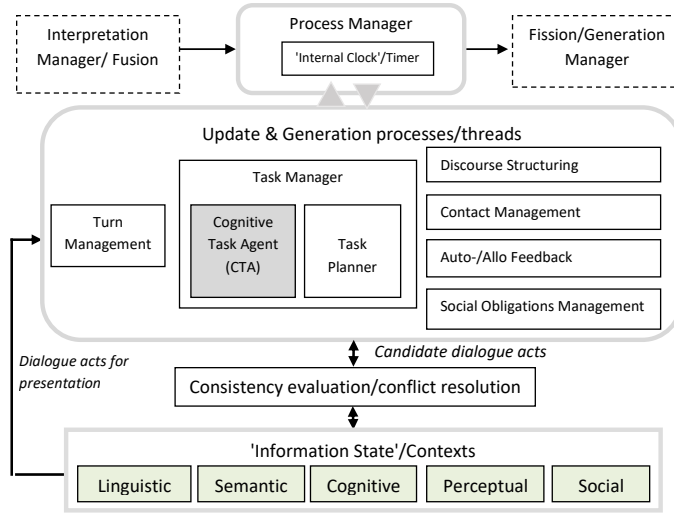 Interpretation
Manager/ Fusion
Process Manager
'Internal Clock'/Timer
Fission/Generation
Manager
Update & Generation processes/threads
Turn
Management
Task Manager
Cognitive
Task Agent
(CTA)
Task
Planner
Discourse Structuring
Contact Management
Auto-/Allo Feedback
Social Obligations Management
Dialogue acts for
presentation
Candidate dialogue acts
Consistency evaluation/conflict resolution
'Information State'/Contexts
Linguistic
Semantic
Cognitive
Perceptual
Social